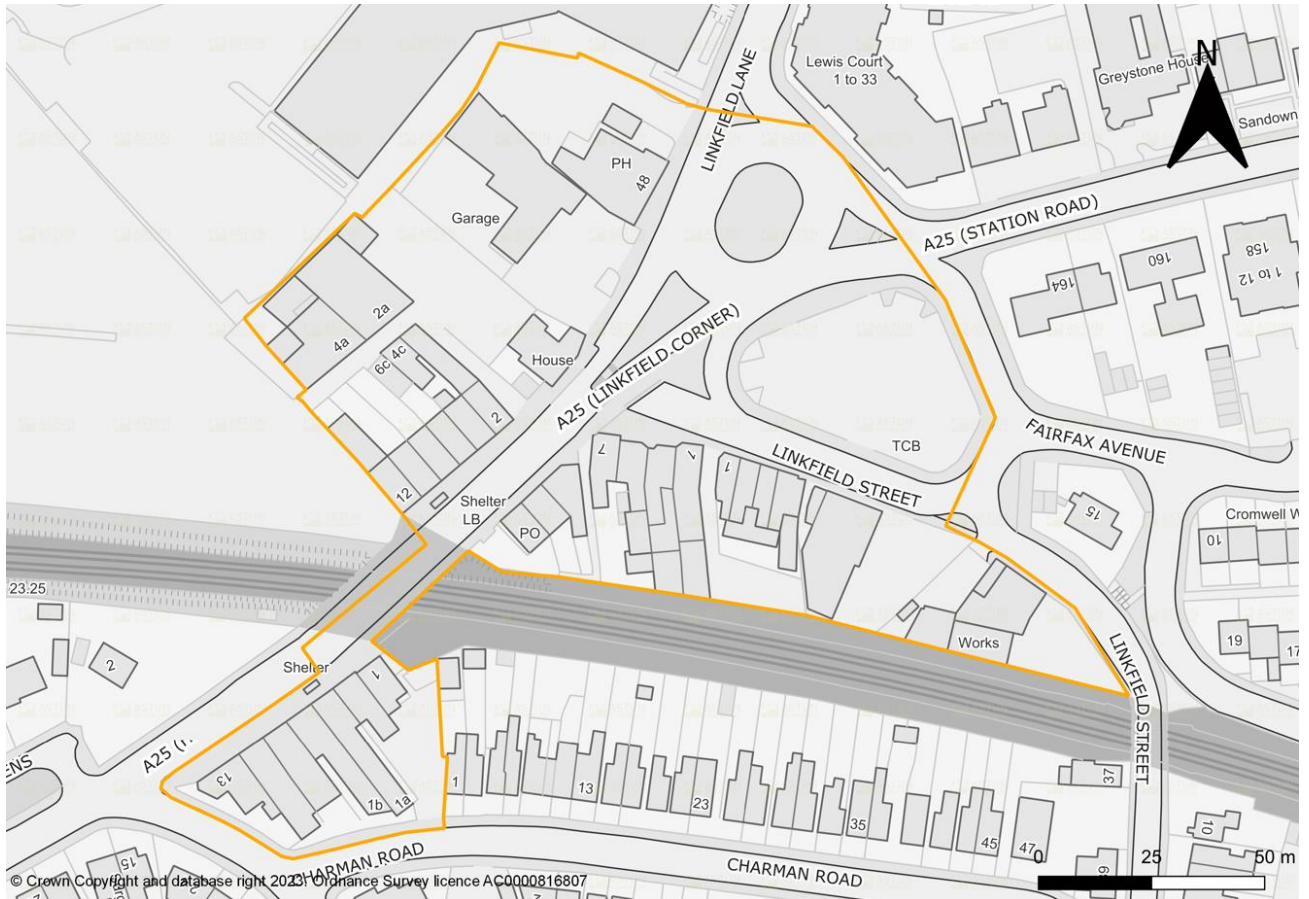 LINKFIELD LANE
Lewis Court
1 to 33
Greystone House
N
Sandown
PH
48
Garage
A25 (STATION ROAD)
164
160
158
1 to 12
2a
4a
6c
4c
House
2
A25 (LINKFIELD CORNER)
TCB
FAIRFAX AVENUE
LINKFIELD STREET
7
1
1
12
Shelter
LB
PO
15
Cromwell W
10
23.25
Works
19
17
2
Shelter
1
LINKFIELD STREET
A25 (
ENS
13
1b
1a
1
13
23
35
45
47
37
10
15
CHARMAN ROAD
CHARMAN ROAD
0
25
50 m
© Crown Copyright and database right 2023. Ordnance Survey licence AC0000816807